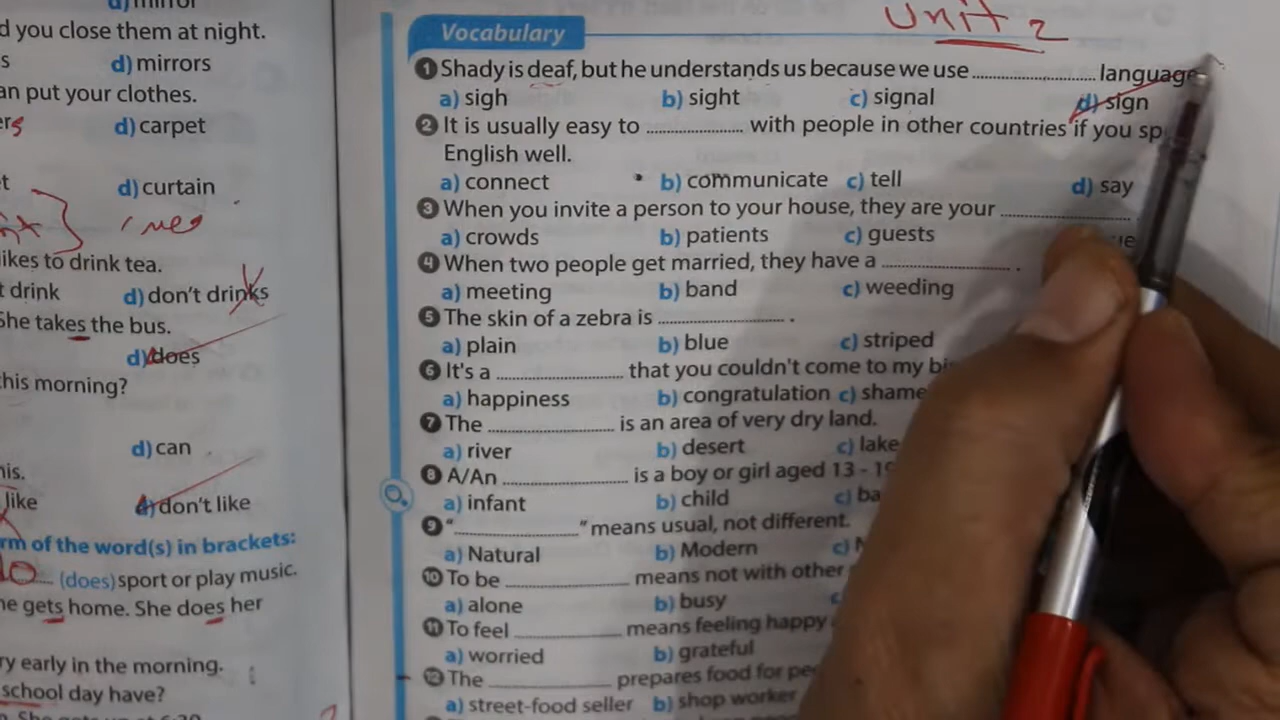 d you close them at night.
d) mirrors
an put your clothes.
d) carpet
d) curtain
likes to drink tea.
t drink d) don't drinks
She takes the bus.
d) does
this morning?
d) can
his.
like d) don't like
rm of the word(s) in brackets:
(does) sport or play music.
he gets home. She does her
ry early in the morning.
school day have?
Unit 2
Vocabulary
1 Shady is deaf, but he understands us because we use .......................... language
a) sigh b) sight c) signal d) sign
2 It is usually easy to .................... with people in other countries if you sp
English well.
a) connect b) communicate c) tell d) say
3 When you invite a person to your house, they are your ..........................
a) crowds b) patients c) guests
4 When two people get married, they have a .......................... .
a) meeting b) band c) weeding
5 The skin of a zebra is .......................... .
a) plain b) blue c) striped
6 It's a .......................... that you couldn't come to my bi
a) happiness b) congratulation c) shame
7 The .......................... is an area of very dry land.
a) river b) desert c) lake
8 A/An .......................... is a boy or girl aged 13 - 19
a) infant b) child c) ba
9 ".........................." means usual, not different.
a) Natural b) Modern c)
10 To be .......................... means not with other
a) alone b) busy
11 To feel .......................... means feeling happy
a) worried b) grateful
12 The .......................... prepares food for pe
a) street-food seller b) shop worker